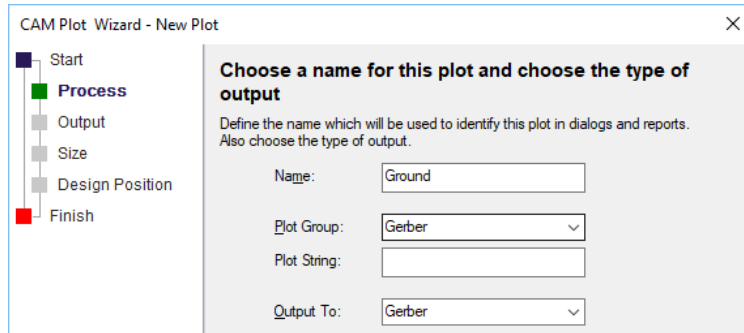 CAM Plot Wizard - New Plot
Start
Process
Output
Size
Design Position
Finish
Choose a name for this plot and choose the type of
output
Define the name which will be used to identify this plot in dialogs and reports.
Also choose the type of output.
Name: Ground
Plot Group: Gerber
Plot String:
Output To: Gerber